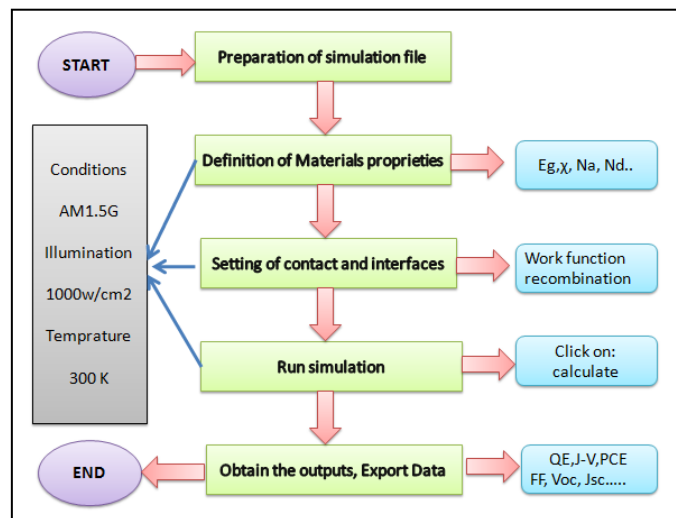 START
Preparation of simulation file
Definition of Materials proprieties
Eg,χ, Na, Nd..
Conditions
AM1.5G
Illumination
1000w/cm2
Temprature
300 K
Setting of contact and interfaces
Work function
recombination
Run simulation
Click on:
calculate
Obtain the outputs, Export Data
QE,J-V,PCE
FF, Voc, Jsc.....
END